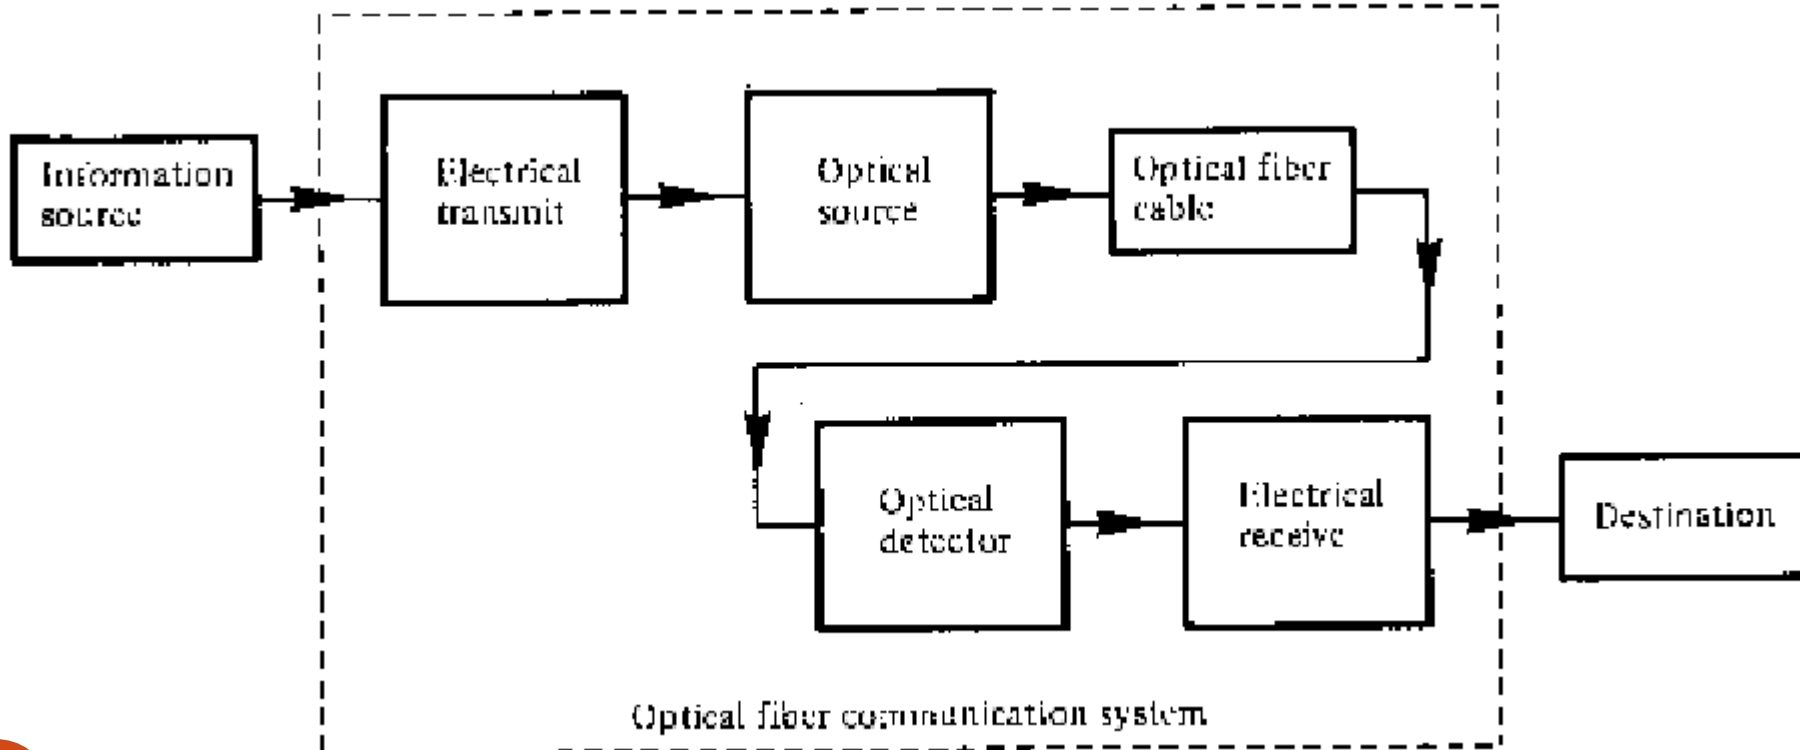 Information
source
Electrical
transmit
Optical
source
Optical fiber
cable
Optical
detector
Electrical
receive
Destination
Optical fiber communication system